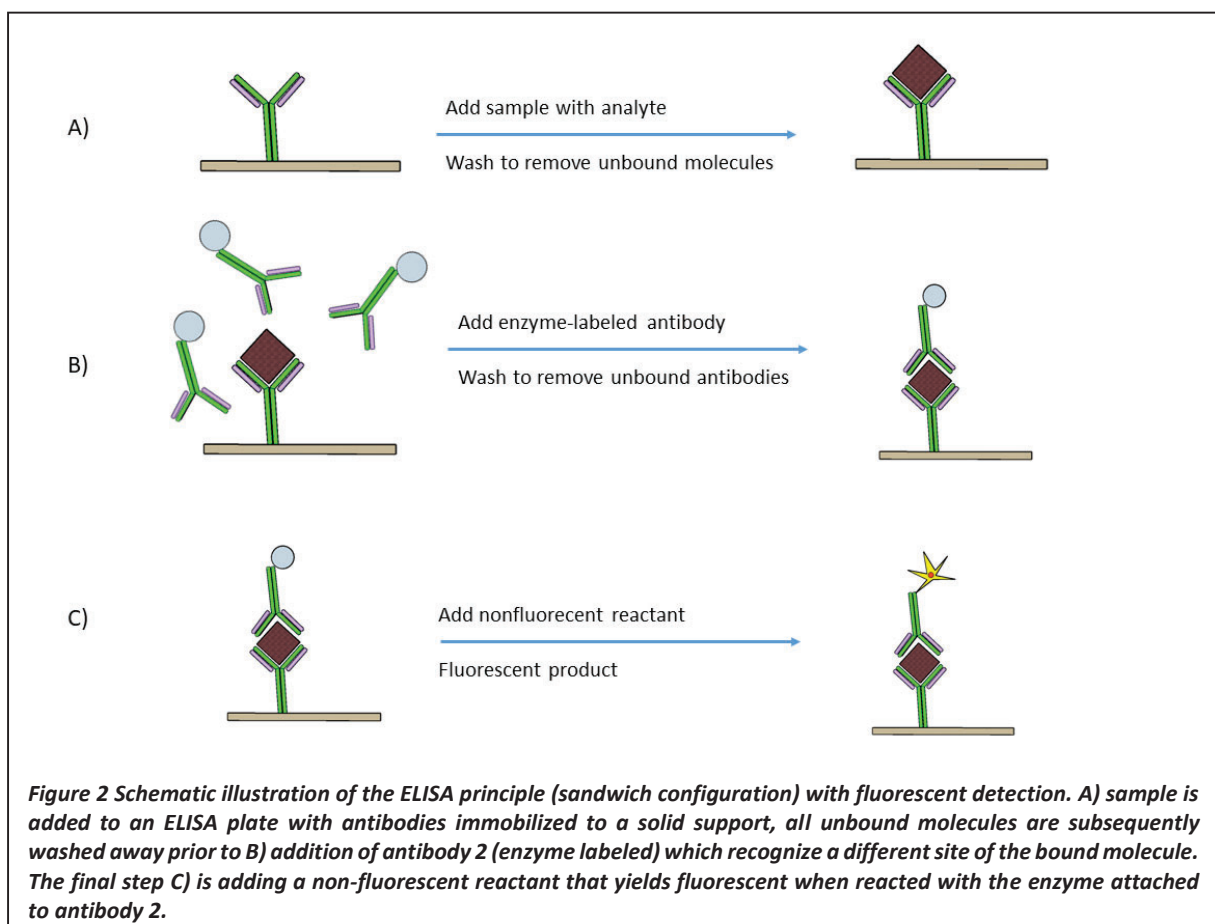 A)
Add sample with analyte
Wash to remove unbound molecules
B)
Add enzyme-labeled antibody
Wash to remove unbound antibodies
C)
Add nonfluorecent reactant
Fluorescent product
Figure 2 Schematic illustration of the ELISA principle (sandwich configuration) with fluorescent detection. A) sample is
added to an ELISA plate with antibodies immobilized to a solid support, all unbound molecules are subsequently
washed away prior to B) addition of antibody 2 (enzyme labeled) which recognize a different site of the bound molecule.
The final step C) is adding a non-fluorescent reactant that yields fluorescent when reacted with the enzyme attached
to antibody 2.